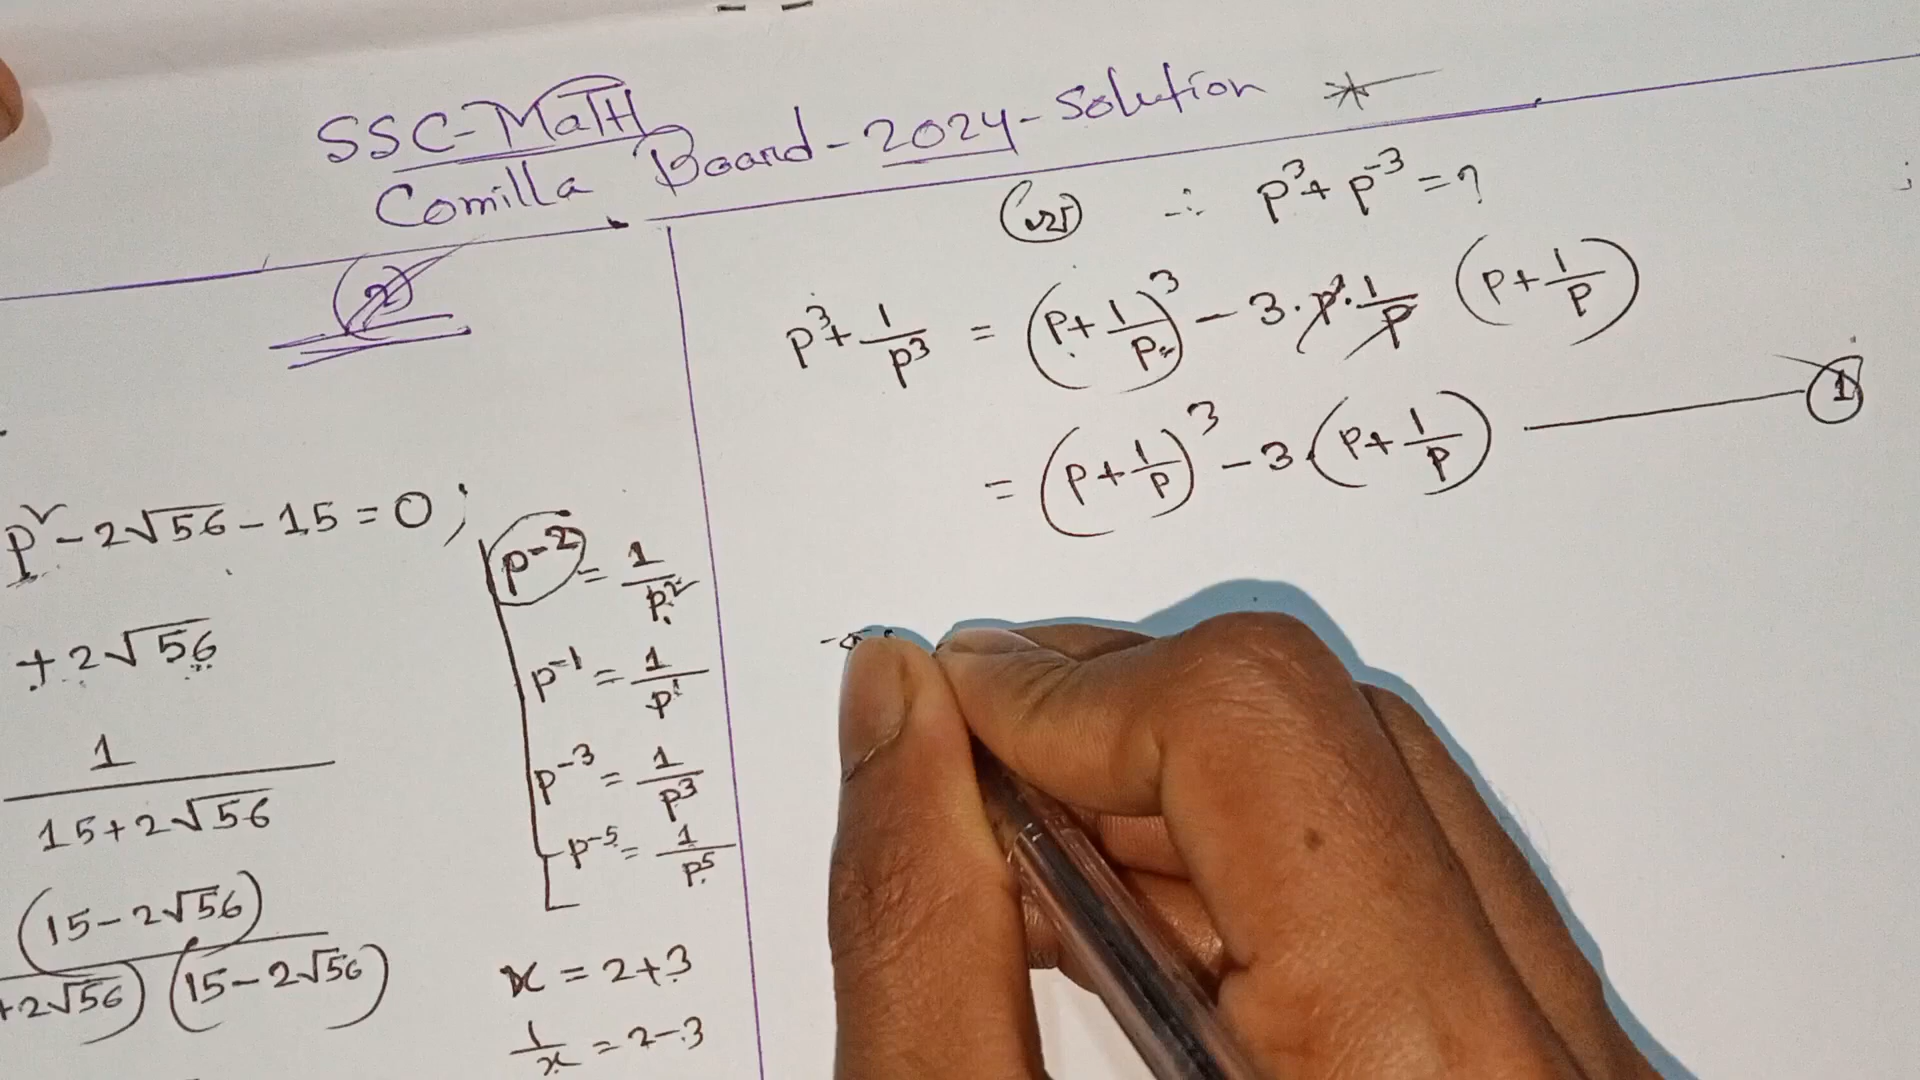 SSC-MaTH
Comilla Board-2024-Solution *
p² - 2√56 - 15 = 0;
+ 2√56
1
15+2√56
(15-2√56)
+2√56) (15-2√56)
p-2 = 1/p²
p-1 = 1/p1
p-3 = 1/p3
p-5 = 1/p5
x = 2+3
1/x = 2-3
∴ p³ + p-3 = ?
p³ + 1/p³ = (p + 1/p)³ - 3·p·1/p (p + 1/p)
= (p + 1/p)³ - 3·(p + 1/p) ——— ①